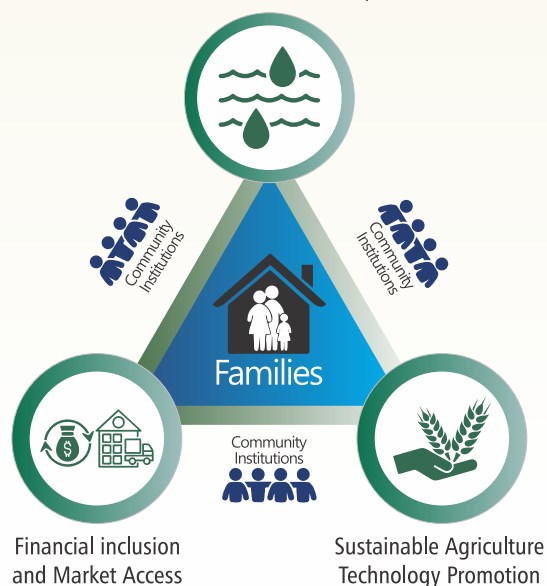 Community
Institutions
Community
Institutions
Families
Community
Institutions
Financial inclusion
and Market Access
Sustainable Agriculture
Technology Promotion